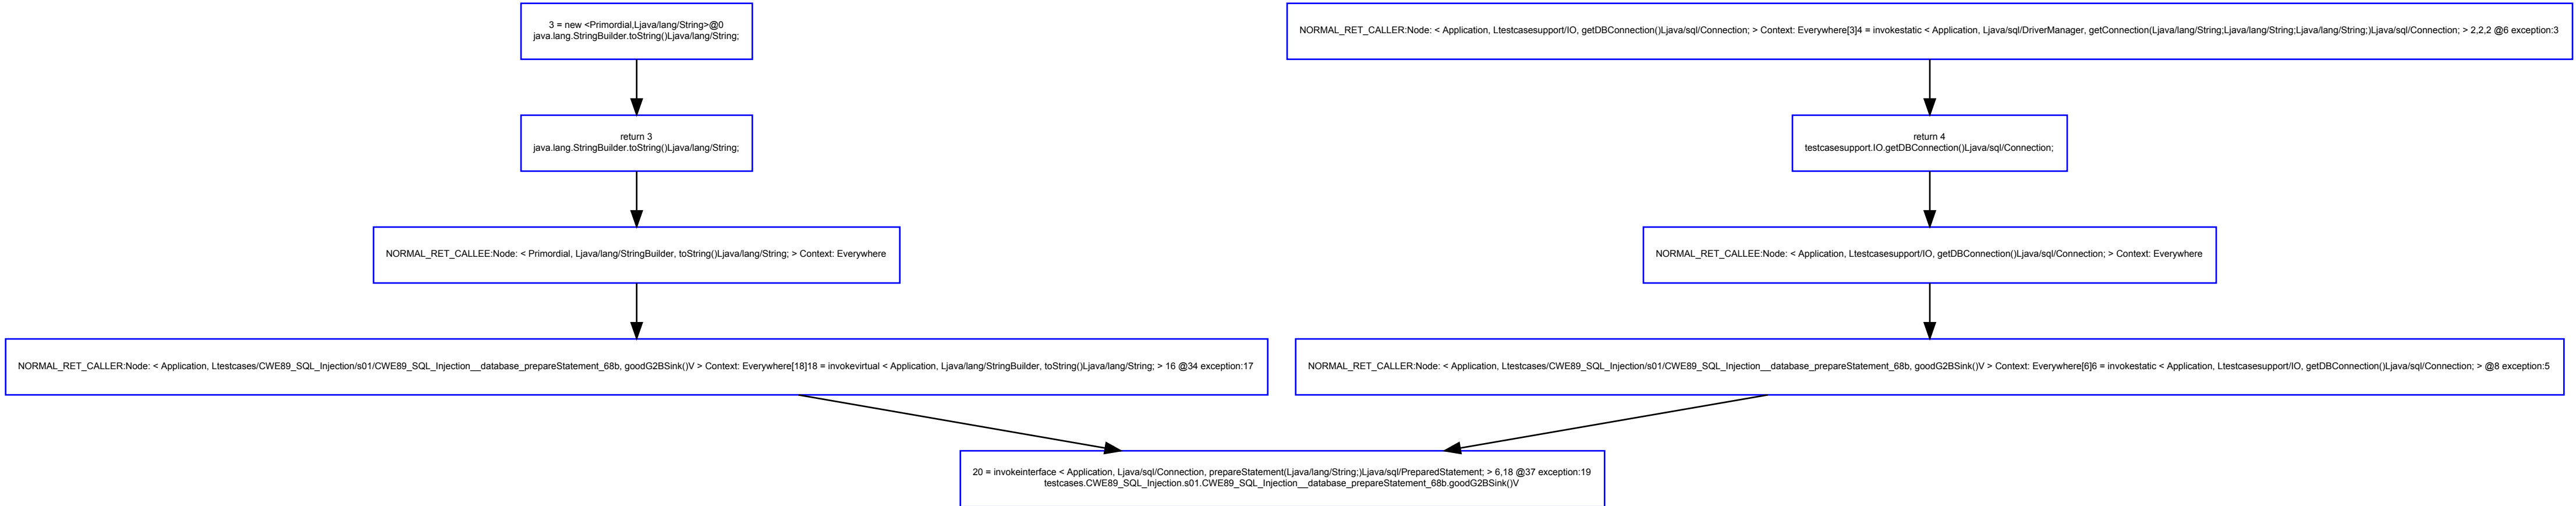 3 = new <Primordial,Ljava/lang/String>@0
java.lang.StringBuilder.toString()Ljava/lang/String;
NORMAL_RET_CALLER:Node: < Application, Ltestcasesupport/IO, getDBConnection()Ljava/sql/Connection; > Context: Everywhere[3]4 = invokestatic < Application, Ljava/sql/DriverManager, getConnection(Ljava/lang/String;Ljava/lang/String;Ljava/lang/String;)Ljava/sql/Connection; > 2,2,2 @6 exception:3
return 3
java.lang.StringBuilder.toString()Ljava/lang/String;
return 4
testcasesupport.IO.getDBConnection()Ljava/sql/Connection;
NORMAL_RET_CALLEE:Node: < Primordial, Ljava/lang/StringBuilder, toString()Ljava/lang/String; > Context: Everywhere
NORMAL_RET_CALLEE:Node: < Application, Ltestcasesupport/IO, getDBConnection()Ljava/sql/Connection; > Context: Everywhere
NORMAL_RET_CALLER:Node: < Application, Ltestcases/CWE89_SQL_Injection/s01/CWE89_SQL_Injection__database_prepareStatement_68b, goodG2BSink()V > Context: Everywhere[18]18 = invokevirtual < Application, Ljava/lang/StringBuilder, toString()Ljava/lang/String; > 16 @34 exception:17
NORMAL_RET_CALLER:Node: < Application, Ltestcases/CWE89_SQL_Injection/s01/CWE89_SQL_Injection__database_prepareStatement_68b, goodG2BSink()V > Context: Everywhere[6]6 = invokestatic < Application, Ltestcasesupport/IO, getDBConnection()Ljava/sql/Connection; > @8 exception:5
20 = invokeinterface < Application, Ljava/sql/Connection, prepareStatement(Ljava/lang/String;)Ljava/sql/PreparedStatement; > 6,18 @37 exception:19
testcases.CWE89_SQL_Injection.s01.CWE89_SQL_Injection__database_prepareStatement_68b.goodG2BSink()V